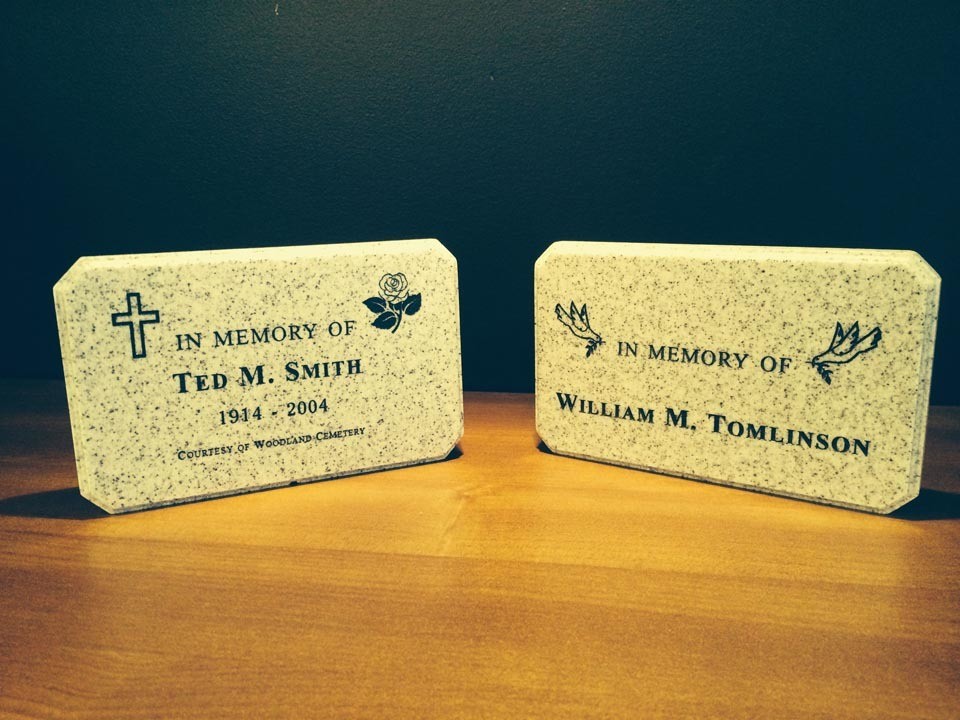 IN MEMORY OF
TED M. SMITH
1914 - 2004
COURTESY OF WOODLAND CEMETERY
IN MEMORY OF
WILLIAM M. TOMLINSON